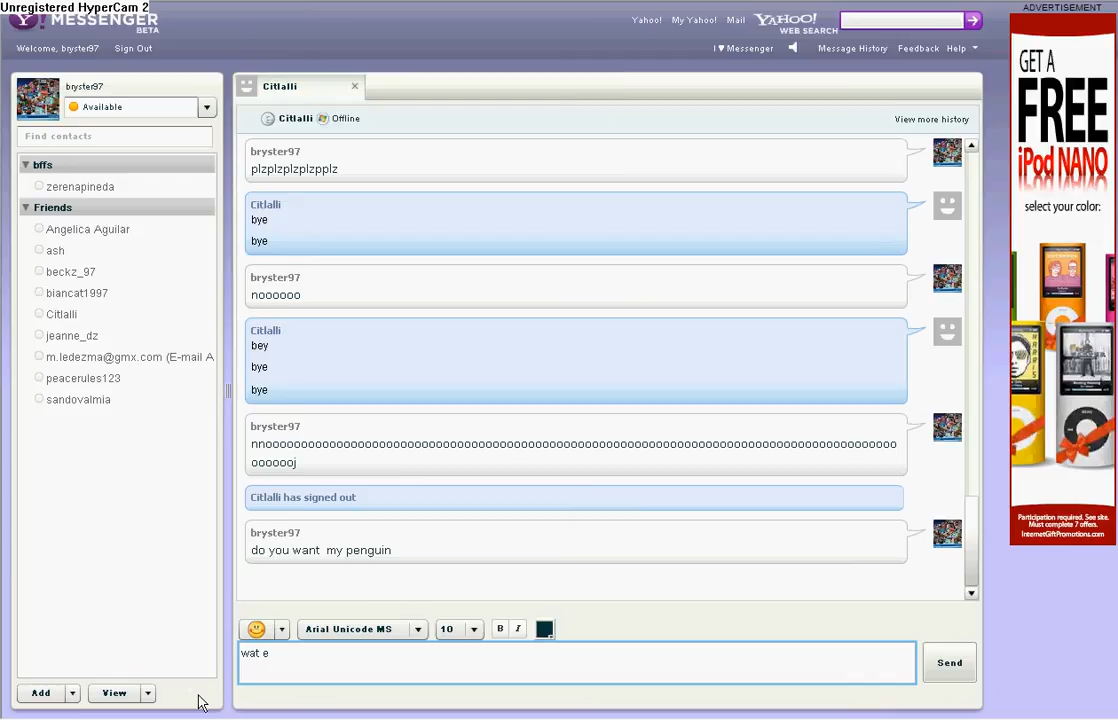 Unregistered HyperCam 2
Y! MESSENGER
BETA
Welcome, bryster97 Sign Out
Yahoo! My Yahoo! Mail YAHOO!
WEB SEARCH
I ♥ Messenger Message History Feedback Help
bryster97
Available
Find contacts
bffs
zerenapineda
Friends
Angelica Aguilar
ash
beckz_97
biancat1997
Citlalli
jeanne_dz
m.ledezma@gmx.com (E-mail A
peacerules123
sandovalmia
Add View
Citlalli
Citlalli Offline View more history
bryster97
plzplzplzplzpplz
Citlalli
bye
bye
bryster97
noooooo
Citlalli
bey
bye
bye
bryster97
nnoooooooooooooooooooooooooooooooooooooooooooooooooooooooooooooooooooooooooooooooooooooooo
ooooooj
Citlalli has signed out
bryster97
do you want  my penguin
Arial Unicode MS 10 B I
wat e
Send
ADVERTISEMENT
GET A
FREE
iPod NANO
select your color:
Participation required. See site.
Must complete 7 offers.
InternetGiftPromotions.com